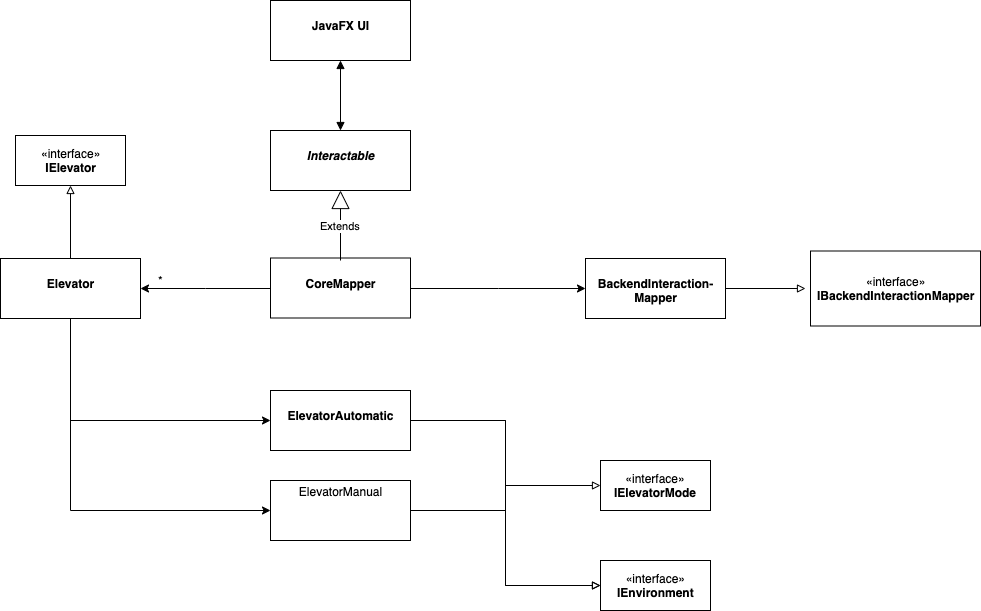 JavaFX UI
«interface»
IElevator
Interactable
Extends
Elevator
*
CoreMapper
BackendInteraction-
Mapper
«interface»
IBackendInteractionMapper
ElevatorAutomatic
ElevatorManual
«interface»
IElevatorMode
«interface»
IEnvironment